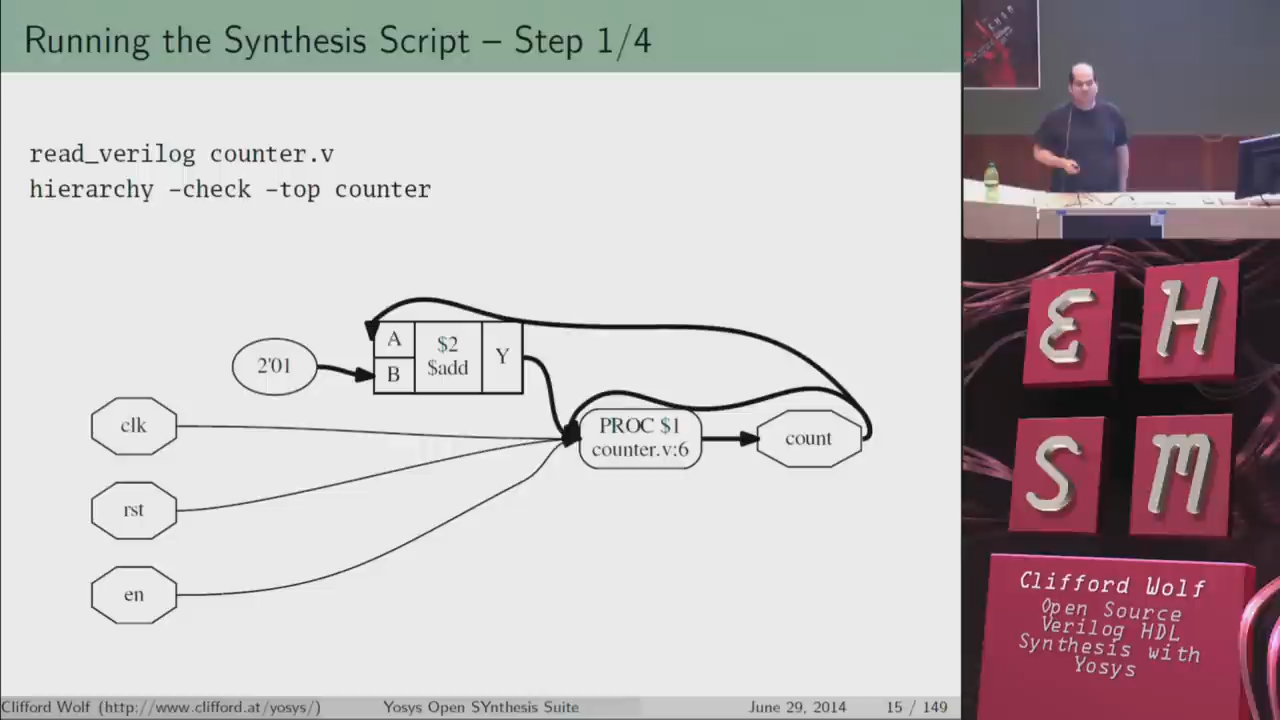 Running the Synthesis Script – Step 1/4
read_verilog counter.v
hierarchy -check -top counter
2'01
A
B
$2
$add
Y
clk
rst
en
PROC $1
counter.v:6
count
Clifford Wolf (http://www.clifford.at/yosys/)
Yosys Open SYnthesis Suite
June 29, 2014
15 / 149
E H
S M
Clifford Wolf
Open Source
Verilog HDL
Synthesis with
Yosys